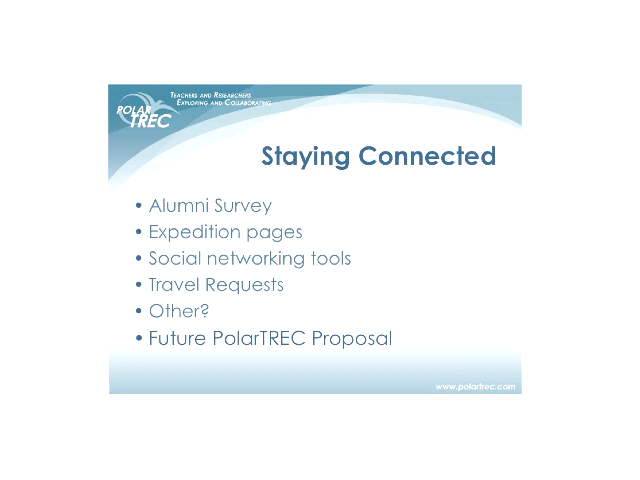 TEACHERS AND RESEARCHERS
EXPLORING AND COLLABORATING
POLAR
TREC
Staying Connected
• Alumni Survey
• Expedition pages
• Social networking tools
• Travel Requests
• Other?
• Future PolarTREC Proposal
www.polartrec.com